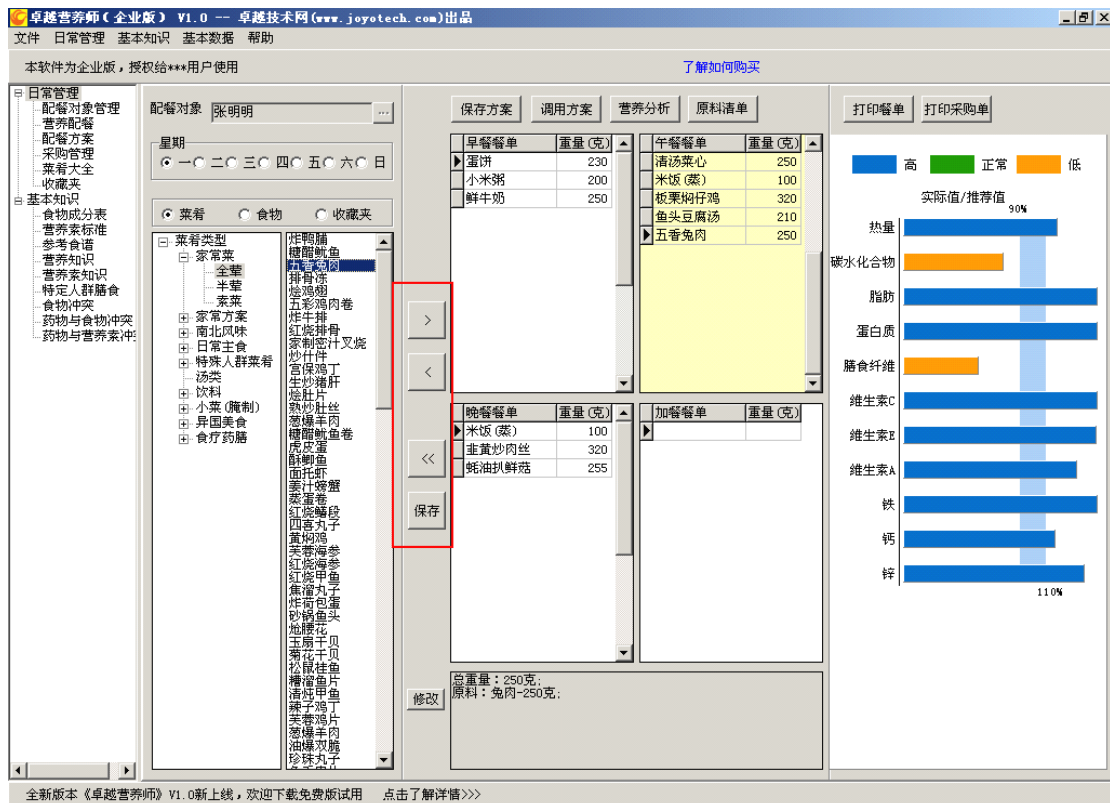 卓越营养师(企业版) V1.0 -- 卓越技术网(www.joyotech.com)出品
文件 日常管理 基本知识 基本数据 帮助
本软件为企业版，授权给***用户使用
了解如何购买
日常管理
配餐对象管理
营养配餐
配餐方案
采购管理
菜肴大全
收藏夹
基本知识
食物成分表
营养素标准
参考食谱
营养知识
营养素知识
特定人群膳食
食物冲突
药物与食物冲突
药物与营养素冲
配餐对象 张明明 ...
星期
一 二 三 四 五 六 日
菜肴 食物 收藏夹
菜肴类型
家常菜
全荤
半荤
素菜
家常方案
南北风味
日常主食
特殊人群菜肴
汤类
饮料
小菜(腌制)
异国美食
食疗药膳
炸鸭脯
糖醋鱿鱼
五香兔肉
排骨冻
烩鸡翅
五彩鸡肉卷
炸牛排
红烧排骨
家制密汁叉烧
炒什件
宫保鸡丁
生炒猪肝
烩肚片
熟炒肚丝
葱爆羊肉
糖醋鱿鱼卷
虎皮蛋
酥鲫鱼
面托虾
姜汁螃蟹
蒸蛋卷
红烧鳝段
四喜丸子
黄焖鸡
芙蓉海参
红烧海参
红烧甲鱼
焦溜丸子
炸荷包蛋
砂锅鱼头
炝腰花
玉扇干贝
菊花干贝
松鼠桂鱼
糟溜鱼片
清炖甲鱼
辣子鸡丁
芙蓉鸡片
葱爆羊肉
油爆双脆
珍珠丸子
>
<
<<
保存
修改
保存方案 调用方案 营养分析 原料清单
早餐餐单 重量(克)
蛋饼 230
小米粥 200
鲜牛奶 250
午餐餐单 重量(克)
清汤菜心 250
米饭(蒸) 100
板栗焖仔鸡 320
鱼头豆腐汤 210
五香兔肉 250
晚餐餐单 重量(克)
米饭(蒸) 100
韭黄炒肉丝 320
蚝油扒鲜菇 255
加餐餐单 重量(克)
总重量：250克;
原料：兔肉-250克;
打印餐单 打印采购单
高 正常 低
实际值/推荐值
90%
热量
碳水化合物
脂肪
蛋白质
膳食纤维
维生素C
维生素E
维生素A
铁
钙
锌
110%
全新版本《卓越营养师》V1.0新上线，欢迎下载免费版试用 点击了解详情>>>